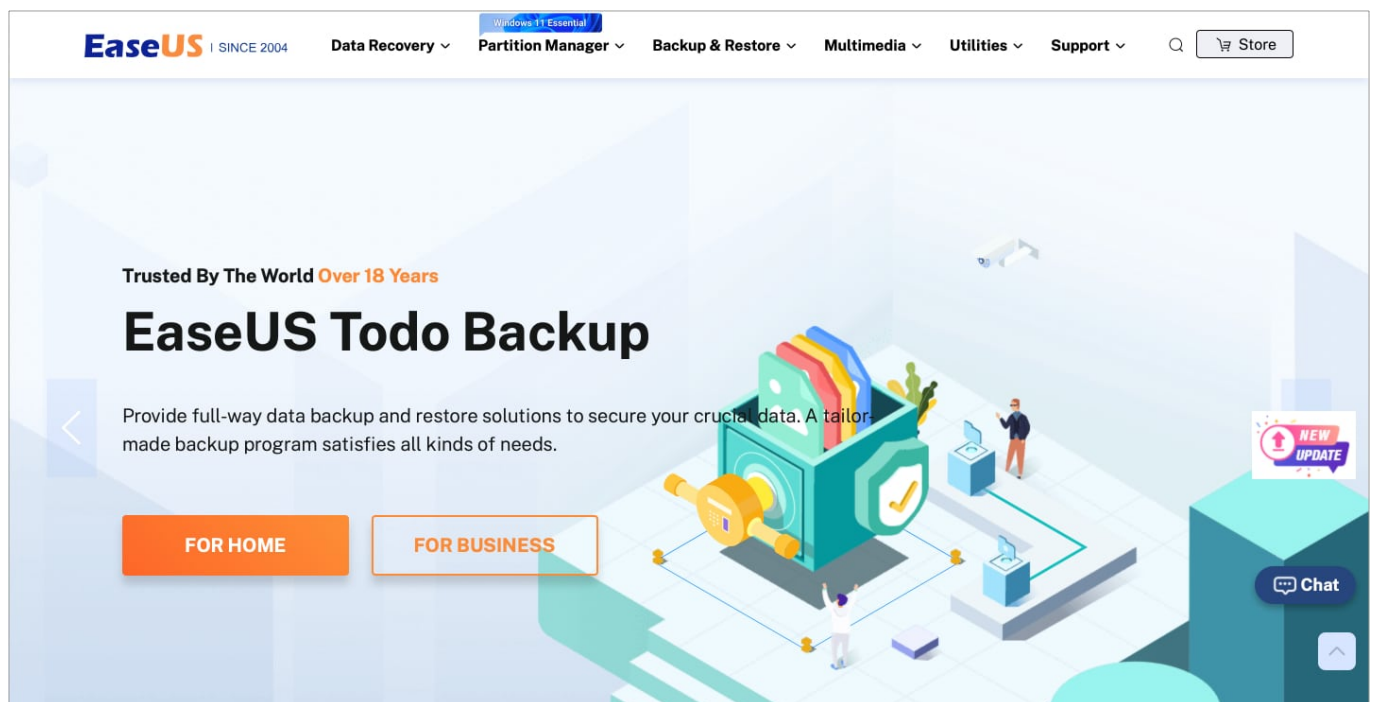 Windows 11 Essential
EaseUS | SINCE 2004 Data Recovery Partition Manager Backup & Restore Multimedia Utilities Support Store
Trusted By The World Over 18 Years
EaseUS Todo Backup
Provide full-way data backup and restore solutions to secure your crucial data. A tailor-
made backup program satisfies all kinds of needs.
NEW
UPDATE
FOR HOME FOR BUSINESS
Chat